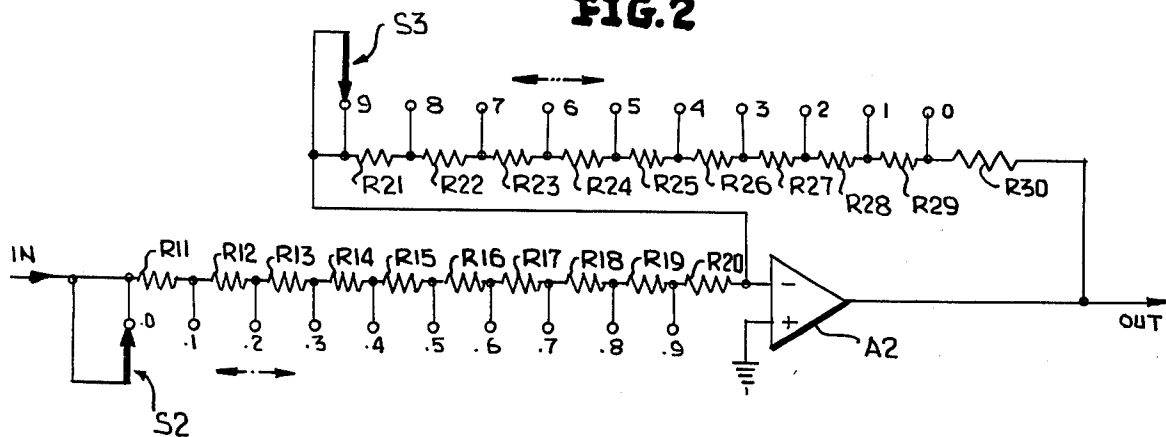 FIG.2
S3
9 8 7 6 5 4 3 2 1 0
R21 R22 R23 R24 R25 R26 R27 R28 R29 R30
IN R11 R12 R13 R14 R15 R16 R17 R18 R19 R20 −
+
OUT
.0 .1 .2 .3 .4 .5 .6 .7 .8 .9
A2
S2